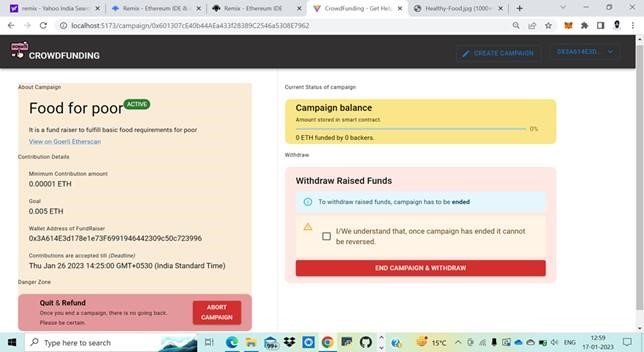 remix - Yahoo India Sear
Remix - Ethereum IDE &
Remix - Ethereum IDE
CrowdFunding - Get Hel
Healthy-Food.jpg (1000×
localhost:5173/campaign/0x601307cE40b44AEa433f28389C2546a5308E7962
CROWDFUNDING
CREATE CAMPAIGN
0X3A614E3D...
About Campaign
Food for poor ACTIVE
It is a fund raiser to fulfill basic food requirements for poor
View on Goerli Etherscan
Contribution Details
Minimum Contribution amount
0.00001 ETH
Goal
0.005 ETH
Wallet Address of FundRaiser
0x3A614E3d178e1e73F6991946442309c50c723996
Contributions are accepted till (Deadline)
Thu Jan 26 2023 14:25:00 GMT+0530 (India Standard Time)
Danger Zone
Quit & Refund
Once you end a campaign, there is no going back.
Please be certain.
ABORT
CAMPAIGN
Current Status of campaign
Campaign balance
Amount stored in smart contract.
0%
0 ETH funded by 0 backers.
Withdraw
Withdraw Raised Funds
To withdraw raised funds, campaign has to be ended
I/We understand that, once campaign has ended it cannot
be reversed.
END CAMPAIGN & WITHDRAW
Type here to search
99+
15°C
ENG
12:59
17-01-2023